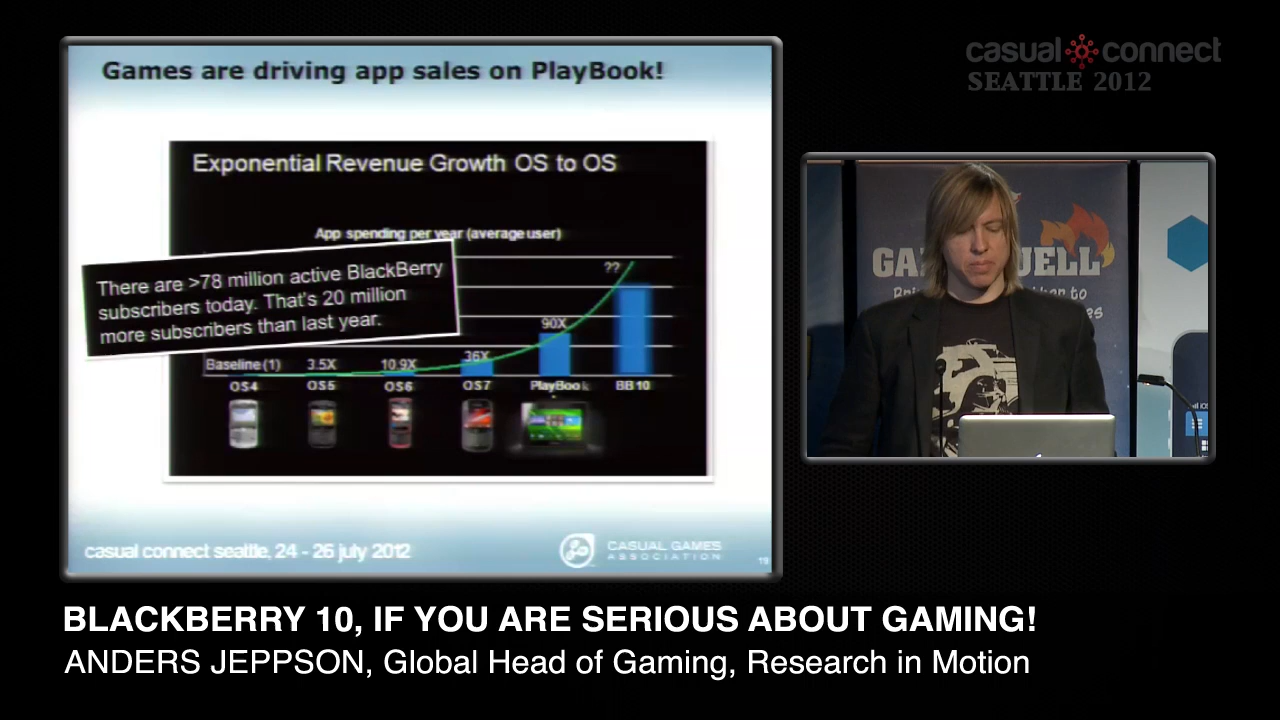 Games are driving app sales on PlayBook!
casual connect
SEATTLE 2012
Exponential Revenue Growth OS to OS
App spending per year (average user)
There are >78 million active BlackBerry
subscribers today. That's 20 million
more subscribers than last year.
??
90X
36X
Baseline (1) 3.5X 10.9X
OS4 OS5 OS6 OS7 PlayBook BB 10
casual connect seattle, 24 - 26 july 2012
CASUAL GAMES
ASSOCIATION
19
BLACKBERRY 10, IF YOU ARE SERIOUS ABOUT GAMING!
ANDERS JEPPSON, Global Head of Gaming, Research in Motion